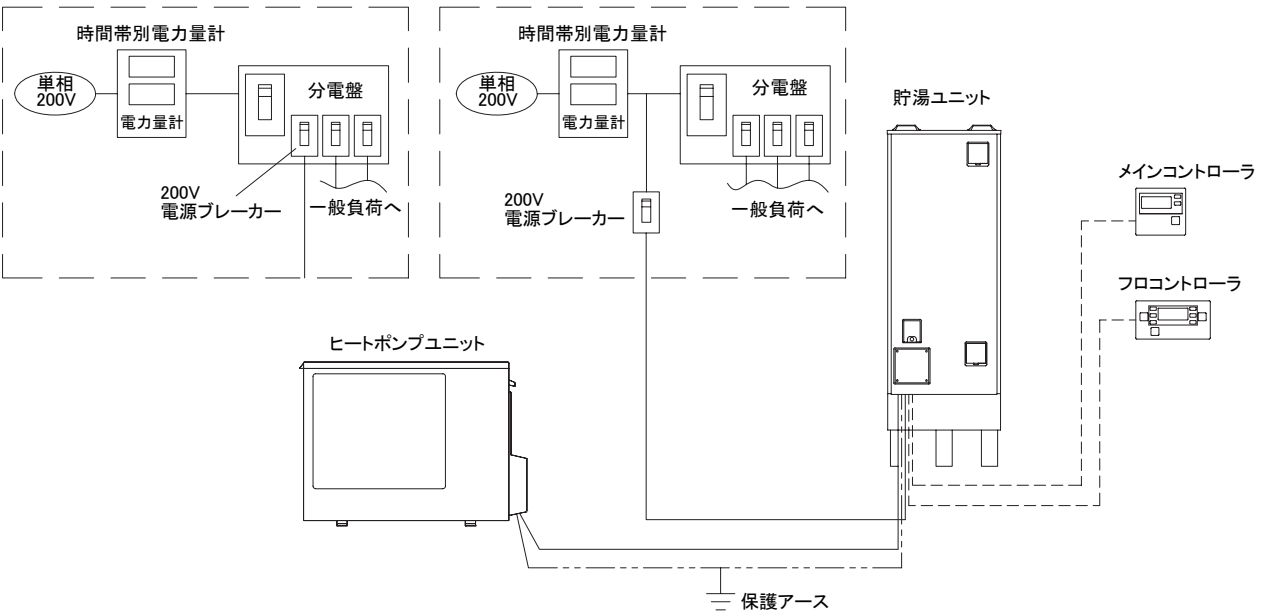 時間帯別電力量計
単相
200V
電力量計
分電盤
200V
電源ブレーカー
一般負荷へ
時間帯別電力量計
単相
200V
電力量計
分電盤
200V
電源ブレーカー
一般負荷へ
貯湯ユニット
メインコントローラ
フロコントローラ
ヒートポンプユニット
保護アース